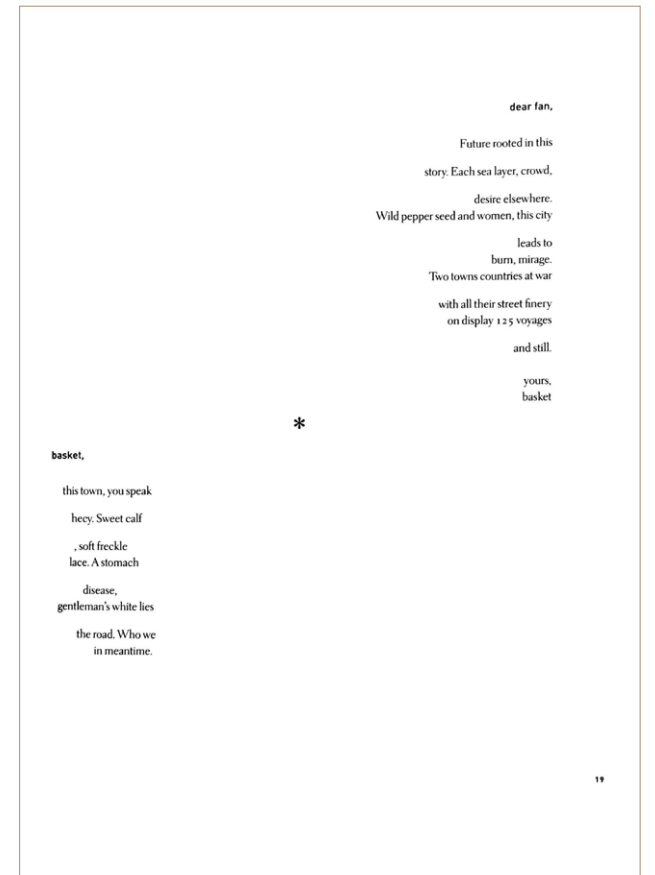 dear fan,
Future rooted in this
story. Each sea layer, crowd,
desire elsewhere.
Wild pepper seed and women, this city
leads to
burn, mirage.
Two towns countries at war
with all their street finery
on display 125 voyages
and still.
yours,
basket
*
basket,
this town, you speak
hecy. Sweet calf
, soft freckle
lace. A stomach
disease,
gentleman's white lies
the road. Who we
in meantime.
19